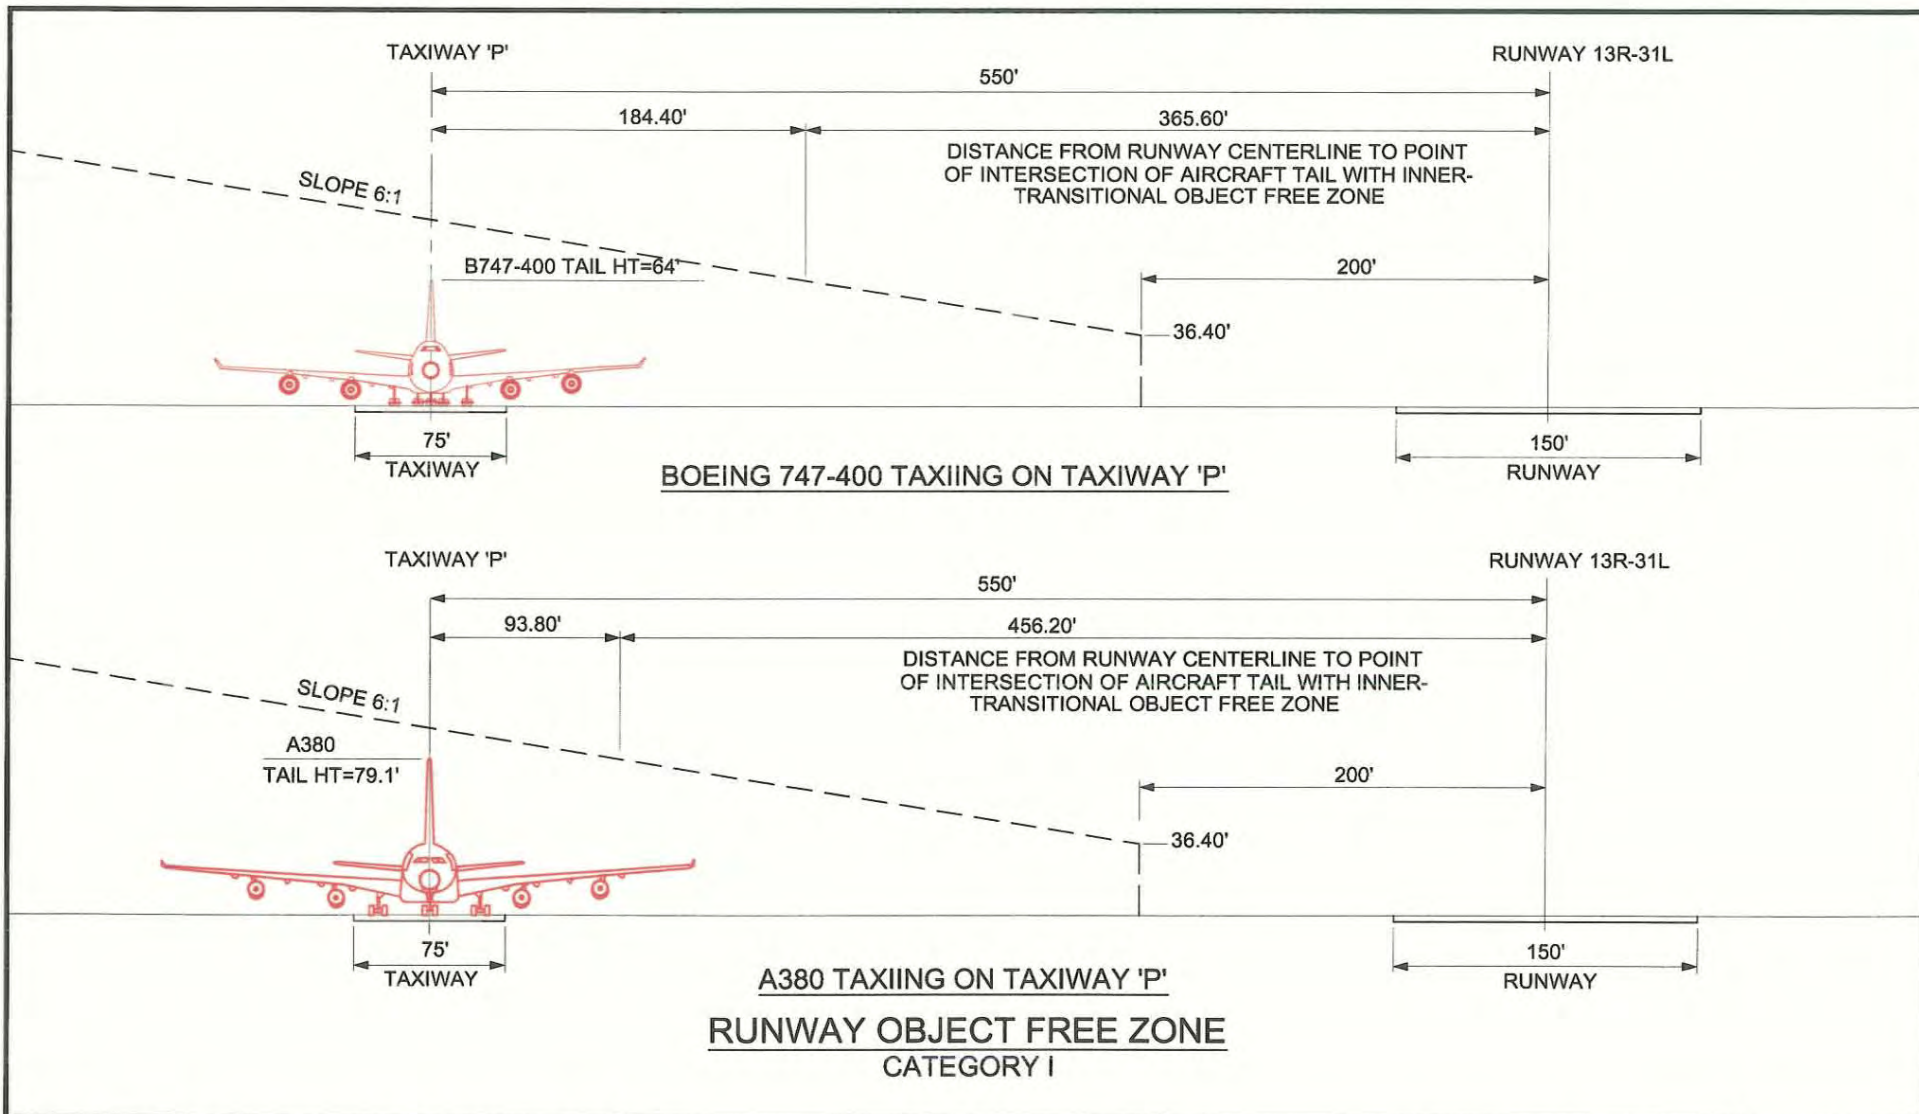 TAXIWAY 'P'
RUNWAY 13R-31L
550'
184.40'
365.60'
DISTANCE FROM RUNWAY CENTERLINE TO POINT
OF INTERSECTION OF AIRCRAFT TAIL WITH INNER-
TRANSITIONAL OBJECT FREE ZONE
SLOPE 6:1
B747-400 TAIL HT=64'
200'
36.40'
75'
TAXIWAY
150'
RUNWAY
BOEING 747-400 TAXIING ON TAXIWAY 'P'
TAXIWAY 'P'
RUNWAY 13R-31L
550'
93.80'
456.20'
DISTANCE FROM RUNWAY CENTERLINE TO POINT
OF INTERSECTION OF AIRCRAFT TAIL WITH INNER-
TRANSITIONAL OBJECT FREE ZONE
SLOPE 6:1
A380
TAIL HT=79.1'
200'
36.40'
75'
TAXIWAY
150'
RUNWAY
A380 TAXIING ON TAXIWAY 'P'
RUNWAY OBJECT FREE ZONE
CATEGORY I